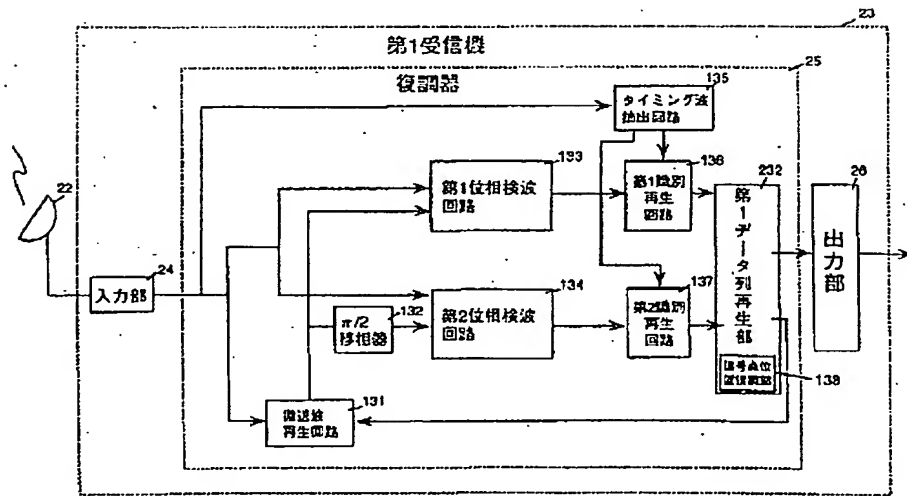 23
第1受信機
25
復調器
135
タイミング波
抽出回路
22
133
第1位相検波
回路
136
第1識別
再生
回路
232
第1データ列再生部
26
出力部
24
入力部
134
第2位相検波
回路
137
第2識別
再生
回路
132
π/2
移相器
138
信号点位
131
搬送波
再生回路